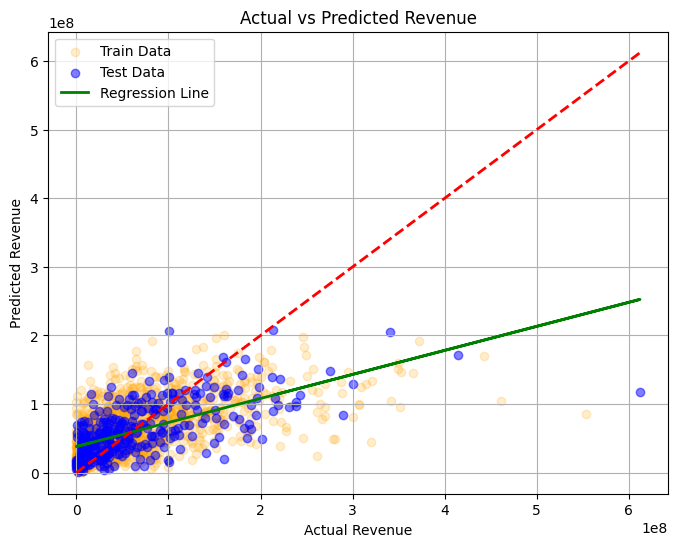 Actual vs Predicted Revenue
1e8
Train Data
Test Data
Regression Line
6
5
4
3
2
1
0
Predicted Revenue
0 1 2 3 4 5 6
1e8
Actual Revenue